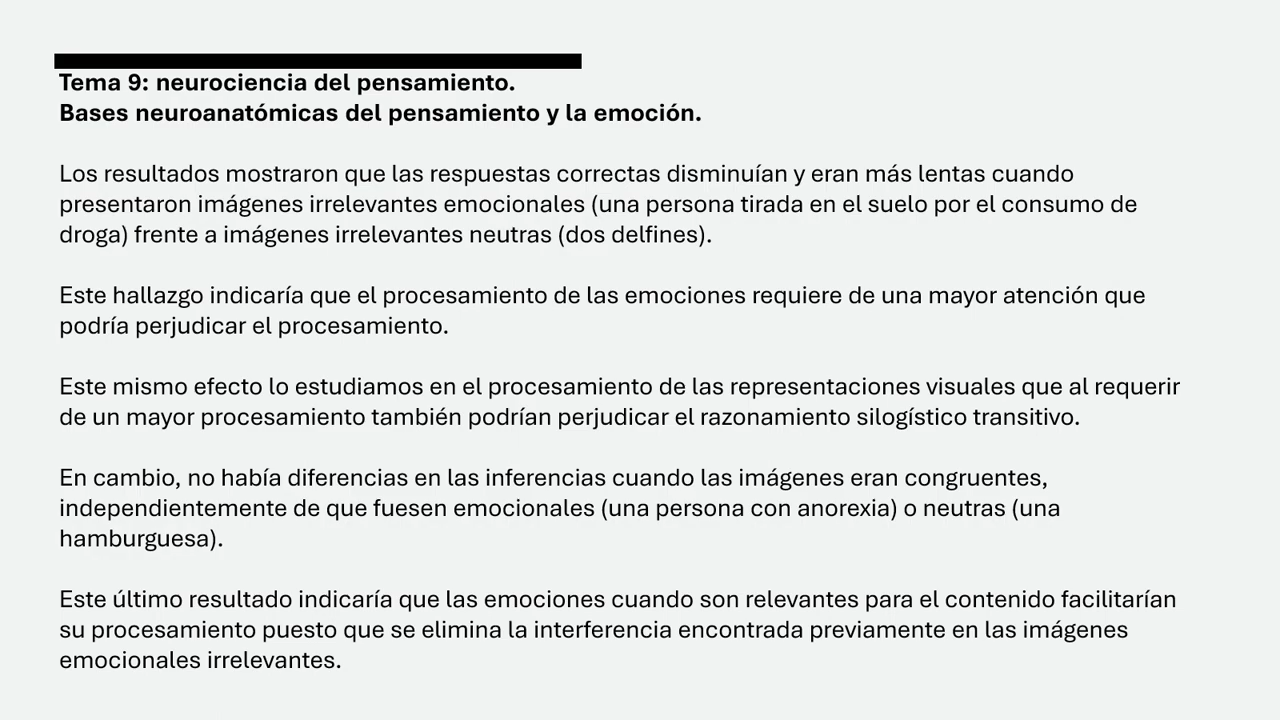 Tema 9: neurociencia del pensamiento.
Bases neuroanatómicas del pensamiento y la emoción.
Los resultados mostraron que las respuestas correctas disminuían y eran más lentas cuando
presentaron imágenes irrelevantes emocionales (una persona tirada en el suelo por el consumo de
droga) frente a imágenes irrelevantes neutras (dos delfines).
Este hallazgo indicaría que el procesamiento de las emociones requiere de una mayor atención que
podría perjudicar el procesamiento.
Este mismo efecto lo estudiamos en el procesamiento de las representaciones visuales que al requerir
de un mayor procesamiento también podrían perjudicar el razonamiento silogístico transitivo.
En cambio, no había diferencias en las inferencias cuando las imágenes eran congruentes,
independientemente de que fuesen emocionales (una persona con anorexia) o neutras (una
hamburguesa).
Este último resultado indicaría que las emociones cuando son relevantes para el contenido facilitarían
su procesamiento puesto que se elimina la interferencia encontrada previamente en las imágenes
emocionales irrelevantes.